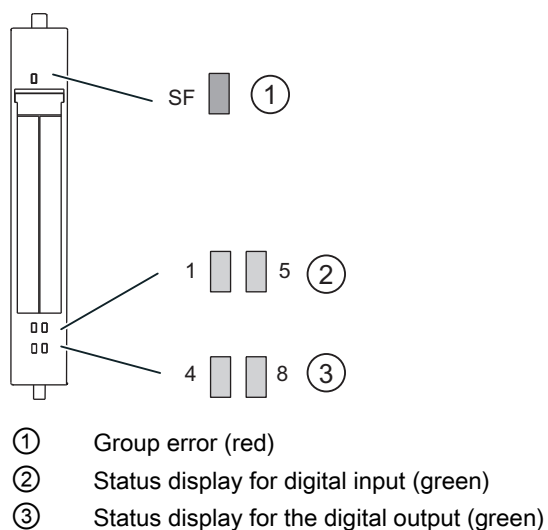 SF ①
1 5 ②
4 8 ③
① Group error (red)
② Status display for digital input (green)
③ Status display for the digital output (green)